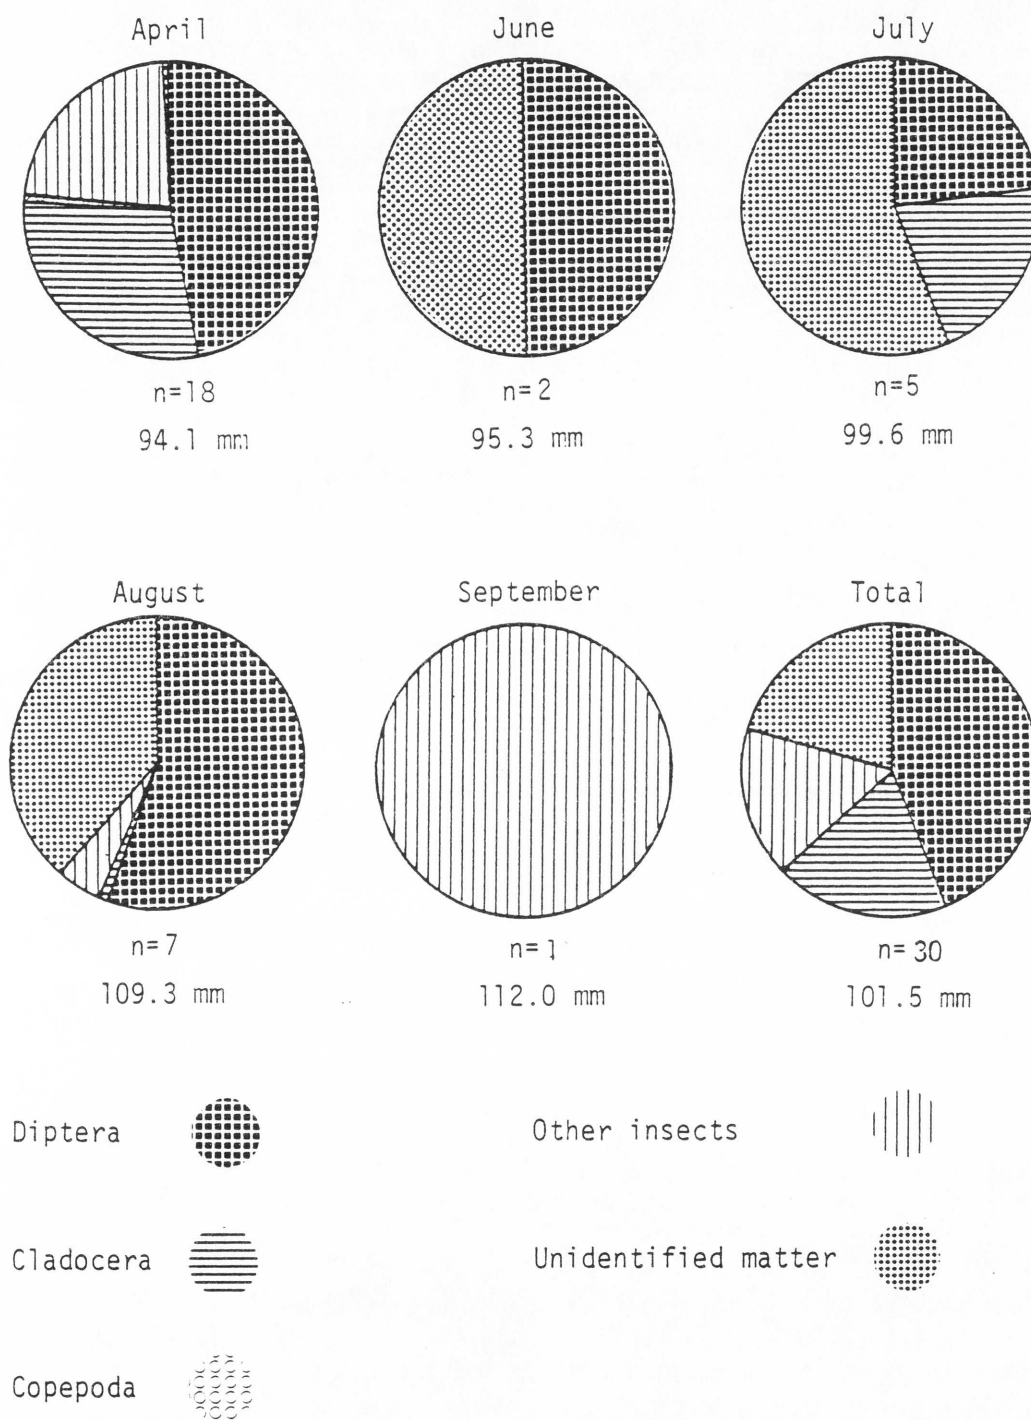 April June July
n=18 n=2 n=5
94.1 mm 95.3 mm 99.6 mm
August September Total
n=7 n=1 n=30
109.3 mm 112.0 mm 101.5 mm
Diptera Other insects
Cladocera Unidentified matter
Copepoda